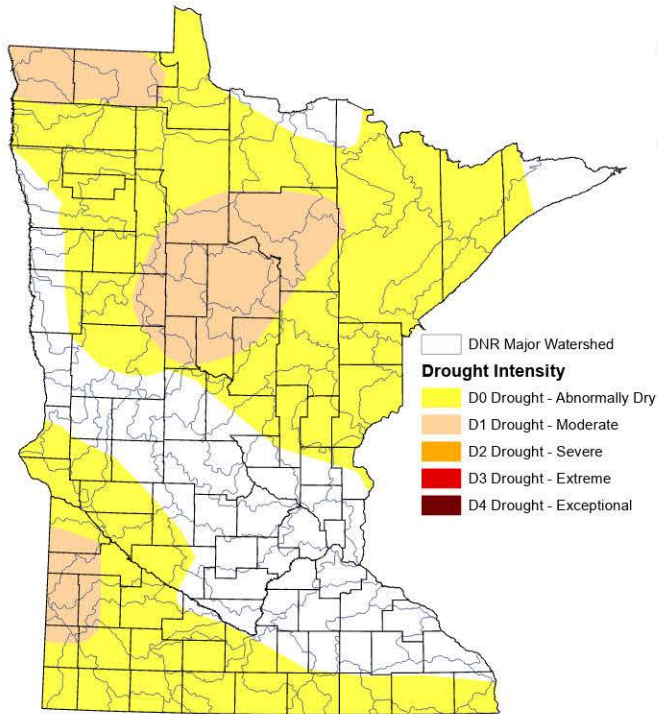 DNR Major Watershed
Drought Intensity
D0 Drought - Abnormally Dry
D1 Drought - Moderate
D2 Drought - Severe
D3 Drought - Extreme
D4 Drought - Exceptional